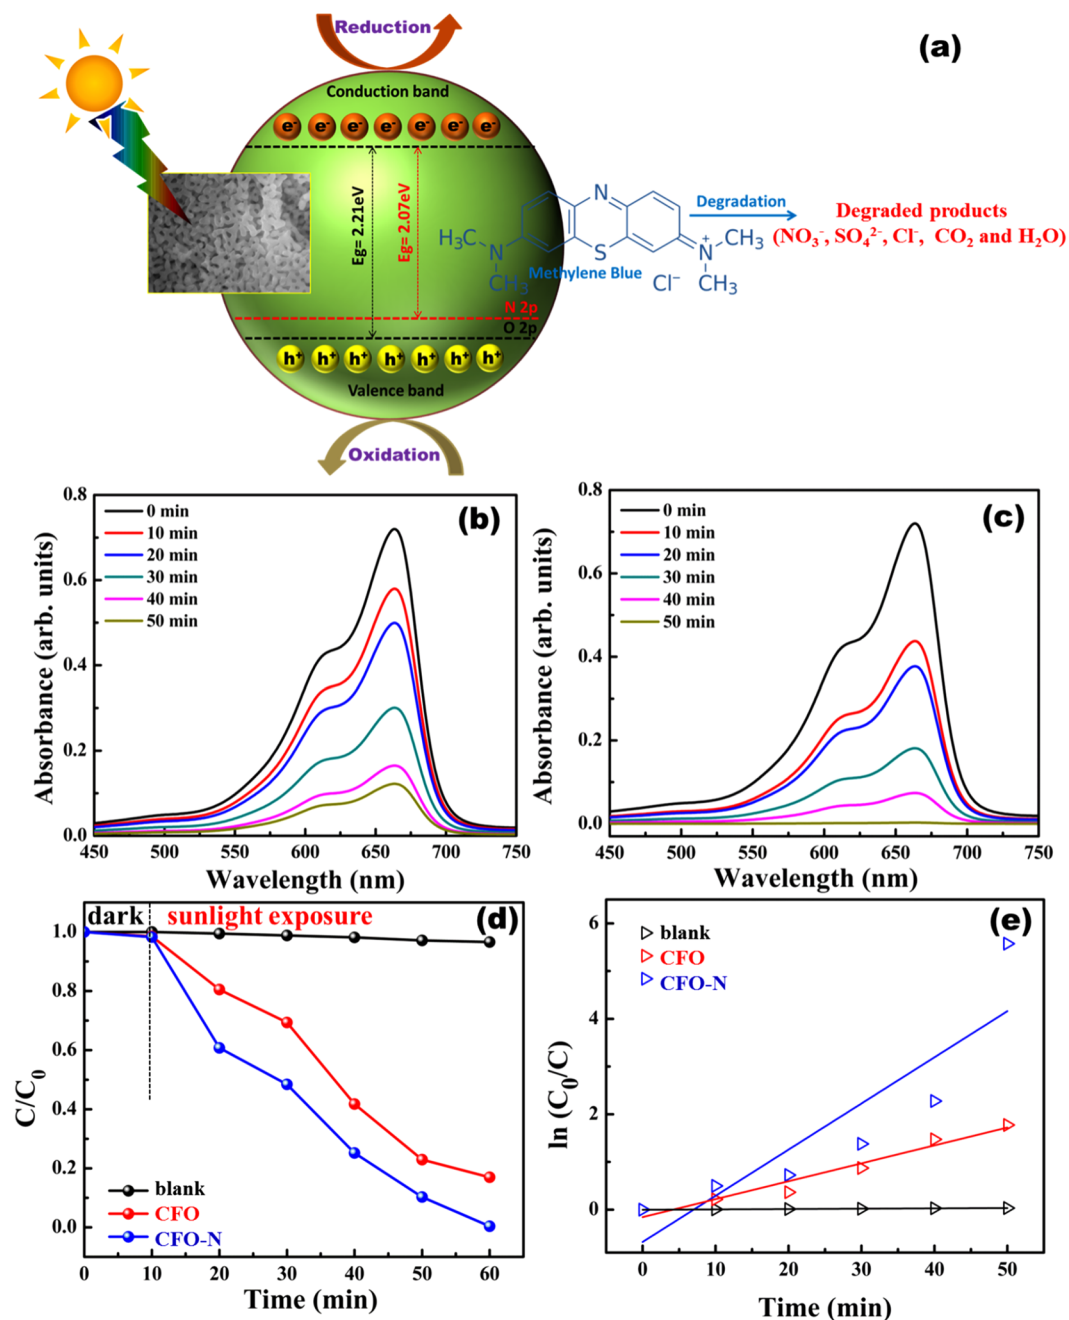 Reduction
(a)
Conduction band
e⁻ e⁻ e⁻ e⁻ e⁻ e⁻ e⁻
Eg= 2.21eV
Eg= 2.07eV
N
S
H₃C
N
CH₃
Methylene Blue
N⁺
CH₃
CH₃
Cl⁻
Degradation
Degraded products
(NO₃⁻, SO₄²⁻, Cl⁻, CO₂ and H₂O)
N 2p
O 2p
h⁺ h⁺ h⁺ h⁺ h⁺ h⁺ h⁺
Valence band
Oxidation
(b)
0 min
10 min
20 min
30 min
40 min
50 min
0.8
0.6
0.4
0.2
0.0
Absorbance (arb. units)
450 500 550 600 650 700 750
Wavelength (nm)
(c)
0 min
10 min
20 min
30 min
40 min
50 min
0.8
0.6
0.4
0.2
0.0
Absorbance (arb. units)
450 500 550 600 650 700 750
Wavelength (nm)
dark sunlight exposure (d)
1.0
0.8
0.6
0.4
0.2
0.0
C/C₀
blank
CFO
CFO-N
0 10 20 30 40 50 60
Time (min)
(e)
blank
CFO
CFO-N
6
4
2
0
ln (C₀/C)
0 10 20 30 40 50
Time (min)